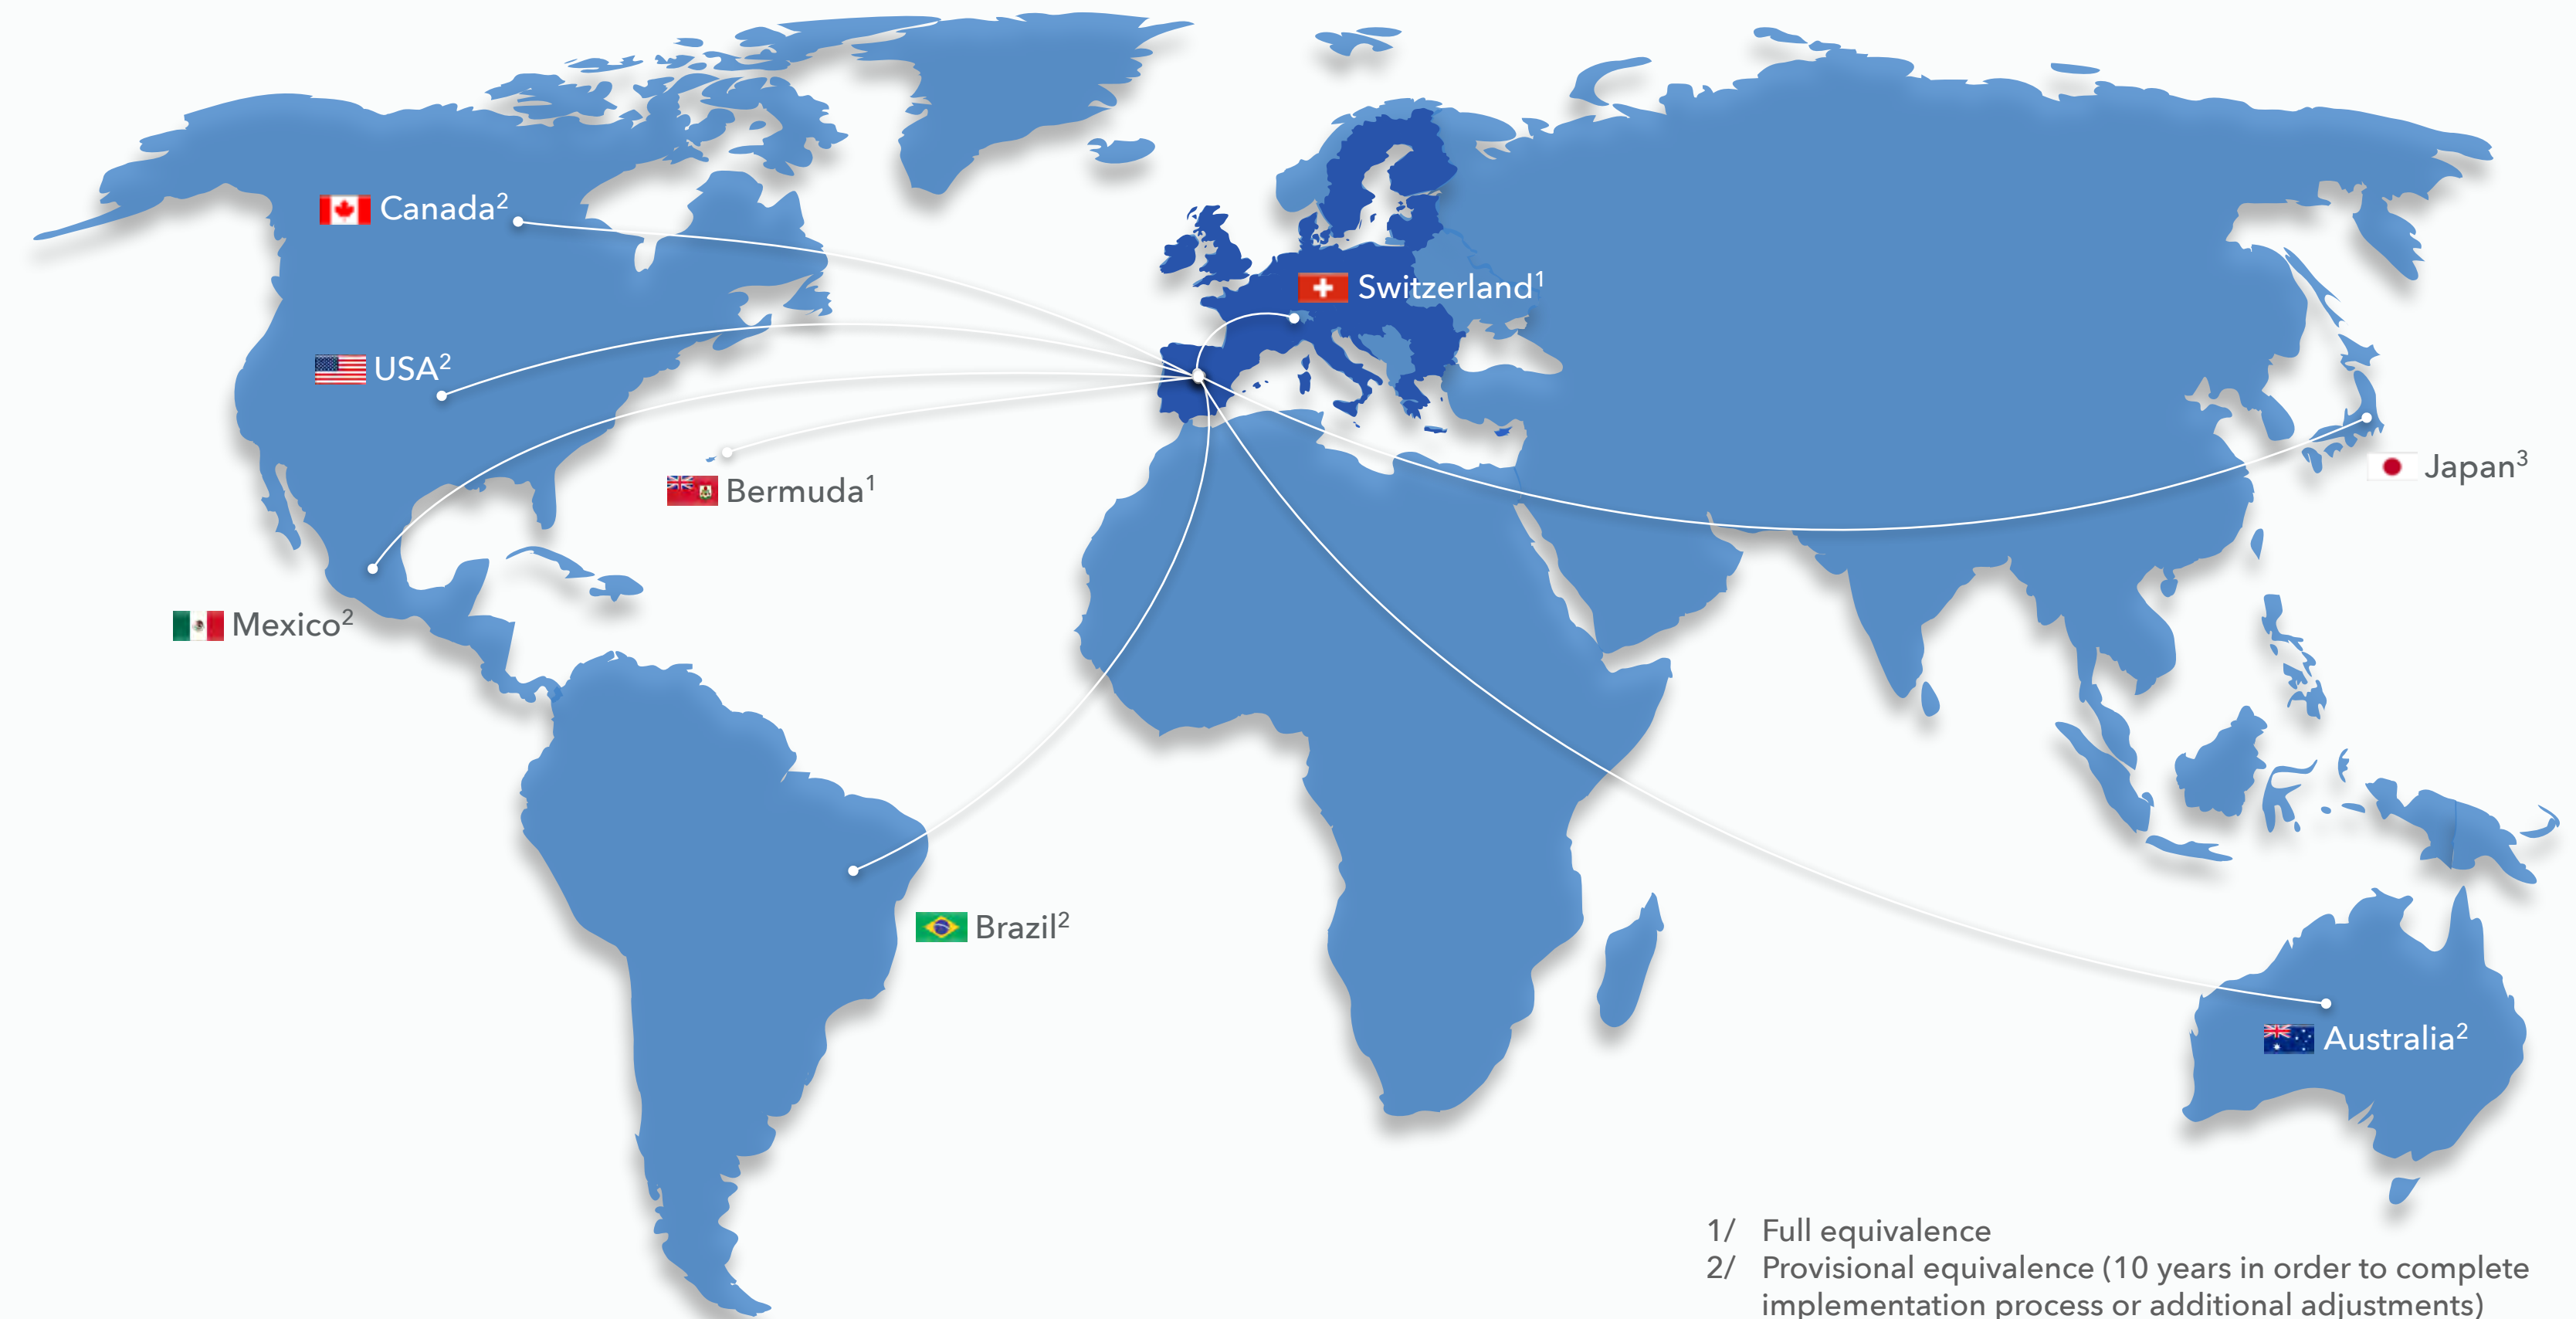 Canada²
Switzerland¹
USA²
Japan³
Bermuda¹
Mexico²
Brazil²
Australia²
1/ Full equivalence
2/ Provisional equivalence (10 years in order to complete
implementation process or additional adjustments)